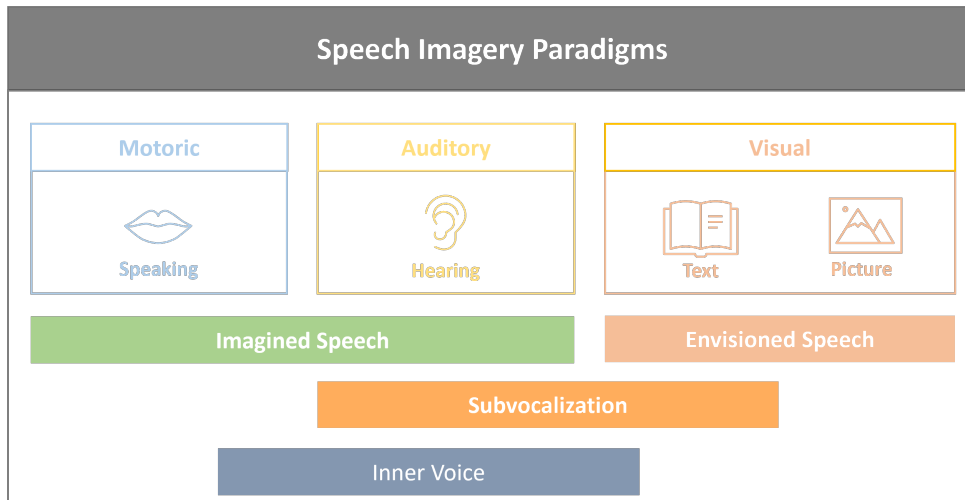 Speech Imagery Paradigms
Motoric
Auditory
Visual
Speaking
Hearing
Text
Picture
Imagined Speech
Envisioned Speech
Subvocalization
Inner Voice